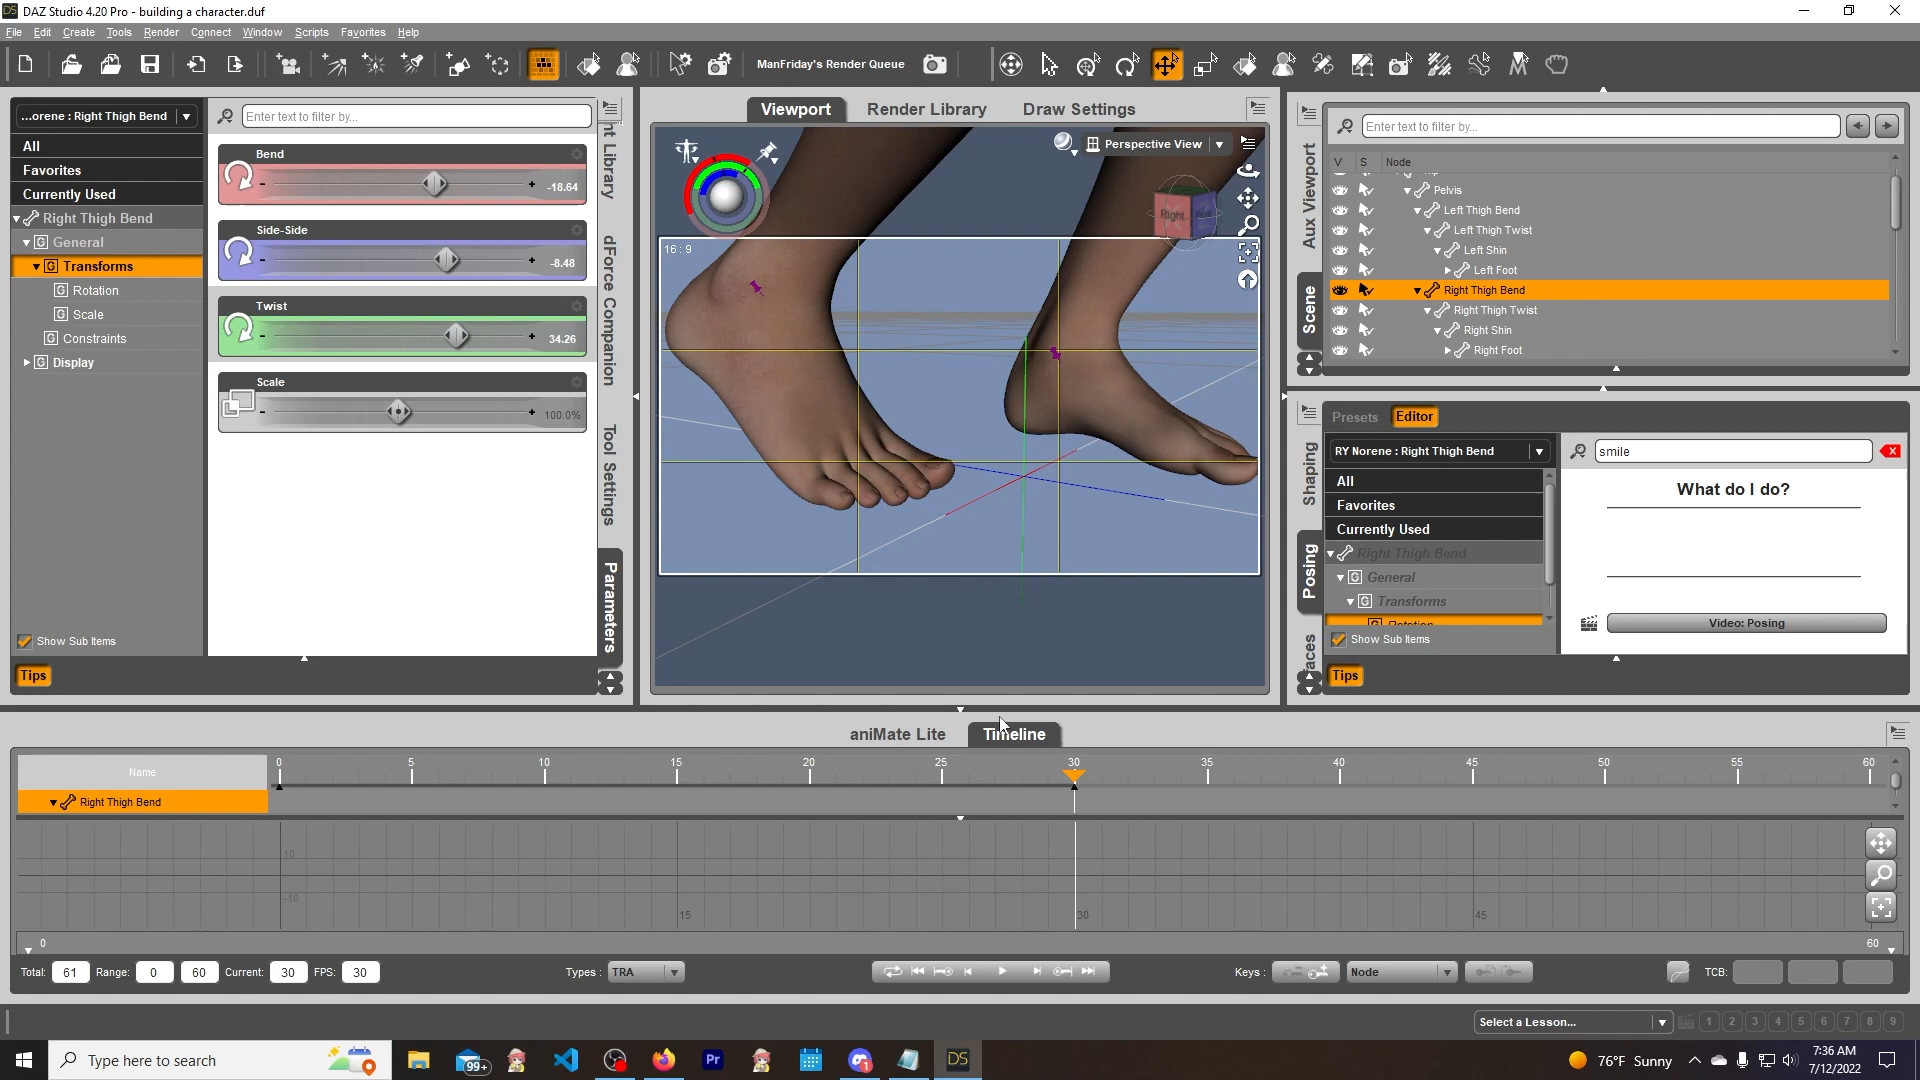 DAZ Studio 4.20 Pro - building a character.duf
File Edit Create Tools Render Connect Window Scripts Favorites Help
ManFriday's Render Queue
...orene : Right Thigh Bend
Enter text to filter by...
All
Favorites
Currently Used
Right Thigh Bend
General
Transforms
Rotation
Scale
Constraints
Display
Show Sub Items
Tips
Bend
-18.64
Side-Side
-8.48
Twist
34.26
Scale
100.0%
nt Library
dForce Companion
Tool Settings
Parameters
Viewport Render Library Draw Settings
Perspective View
Right
16 : 9
Aux Viewport
Scene
Enter text to filter by...
V S Node
Pelvis
Left Thigh Bend
Left Thigh Twist
Left Shin
Left Foot
Right Thigh Bend
Right Thigh Twist
Right Shin
Right Foot
Shaping
Posing
aces
Presets Editor
RY Norene : Right Thigh Bend
smile
All
Favorites
Currently Used
Right Thigh Bend
General
Transforms
Rotation
Show Sub Items
What do I do?
Video: Posing
Tips
aniMate Lite Timeline
Name
0 5 10 15 20 25 30 35 40 45 50 55 60
Right Thigh Bend
10
-10
15 30 45
0 60
Total: 61 Range: 0 60 Current: 30 FPS: 30 Types : TRA Keys : Node TCB:
Select a Lesson... 1 2 3 4 5 6 7 8 9
Type here to search
99+
Pr
1
DS
76°F Sunny
7:36 AM
7/12/2022